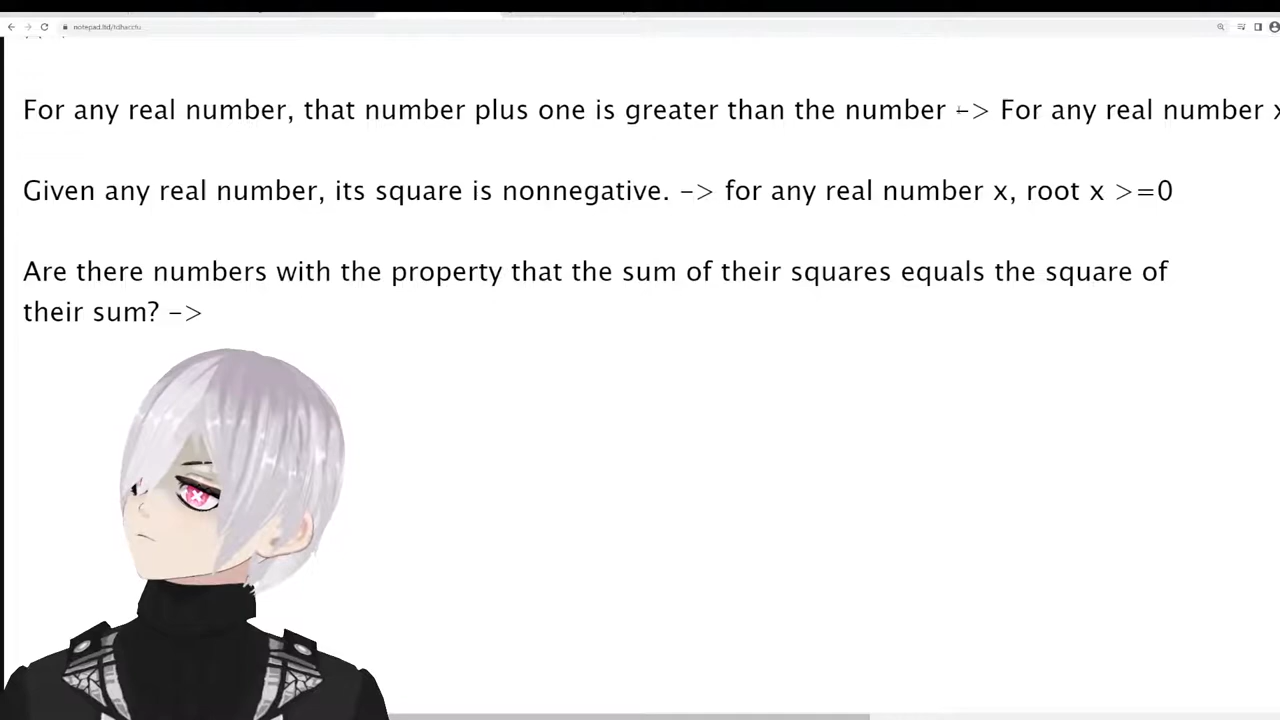 For any real number, that number plus one is greater than the number --> For any real number x
Given any real number, its square is nonnegative. --> for any real number x, root x >=0
Are there numbers with the property that the sum of their squares equals the square of
their sum? -->